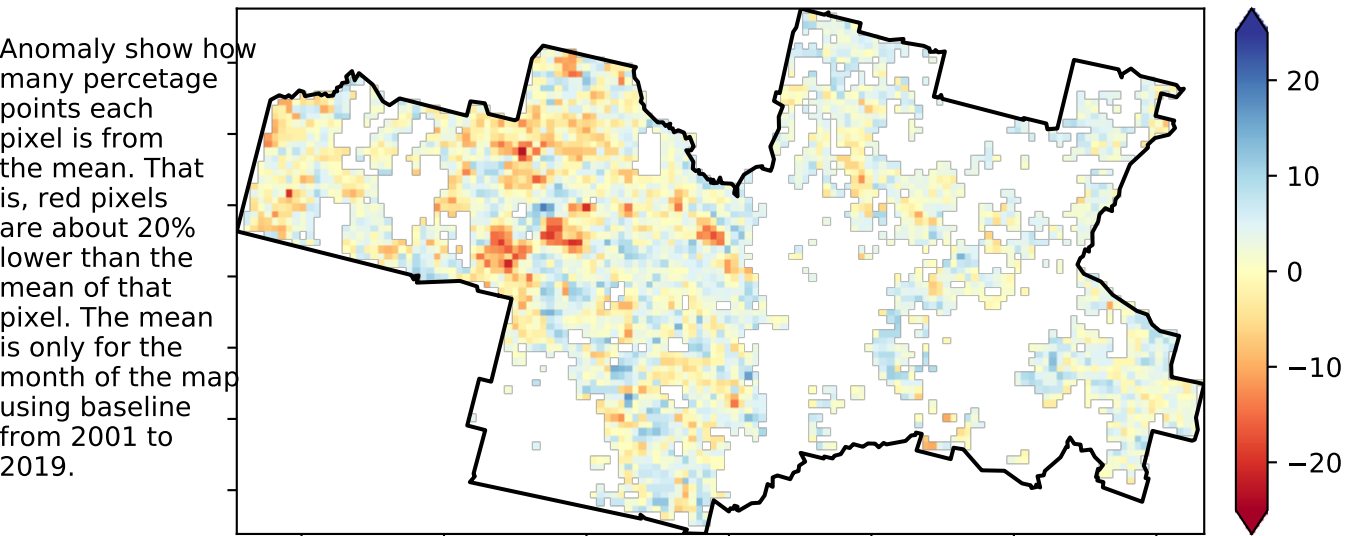 Anomaly show how
many percetage
points each
pixel is from
the mean. That
is, red pixels
are about 20%
lower than the
mean of that
pixel. The mean
is only for the
month of the map
using baseline
from 2001 to
2019.
20
10
0
−10
−20